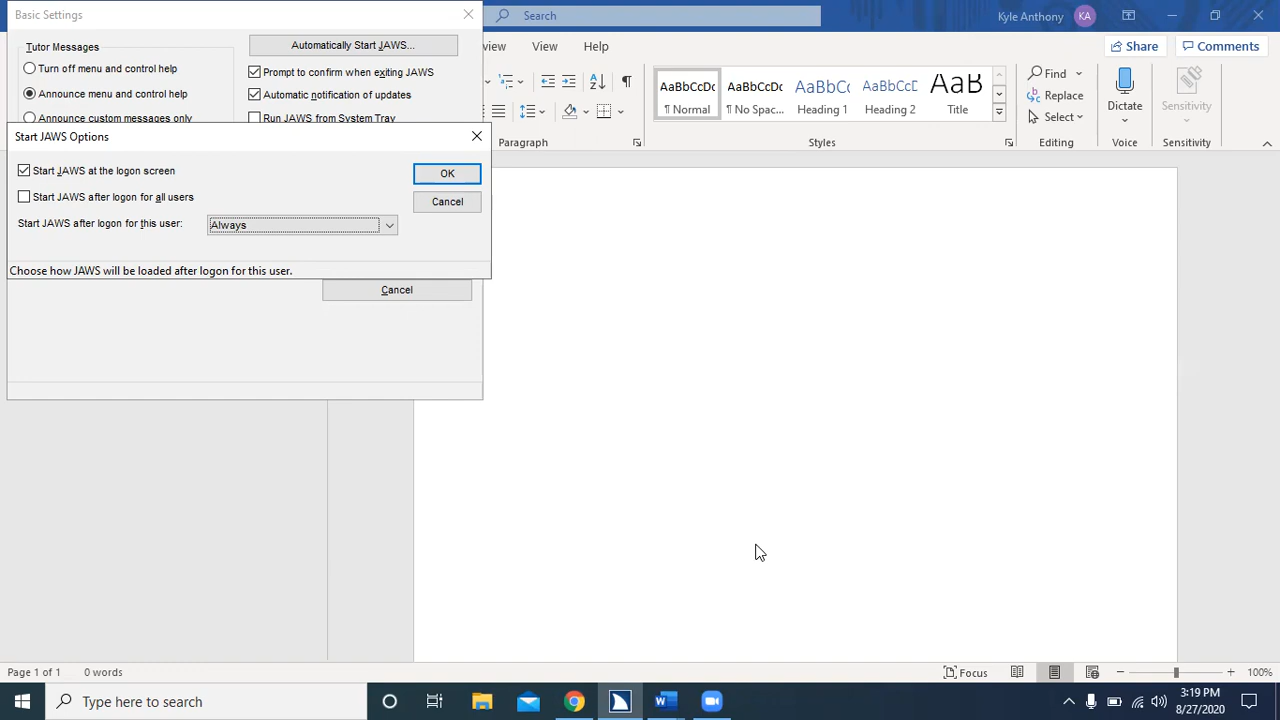 Basic Settings
Search
Kyle Anthony
KA
Tutor Messages
Turn off menu and control help
Announce menu and control help
Announce custom messages only
Automatically Start JAWS...
Prompt to confirm when exiting JAWS
Automatic notification of updates
Run JAWS from System Tray
View
Help
Share
Comments
AaBbCcDc
¶ Normal
AaBbCcDc
¶ No Spac...
AaBbCc
Heading 1
AaBbCcD
Heading 2
AaB
Title
Find
Replace
Select
Dictate
Sensitivity
Paragraph
Styles
Editing
Voice
Sensitivity
Start JAWS Options
Start JAWS at the logon screen
Start JAWS after logon for all users
Start JAWS after logon for this user:
Always
OK
Cancel
Choose how JAWS will be loaded after logon for this user.
Cancel
Page 1 of 1
0 words
Focus
100%
Type here to search
3:19 PM
8/27/2020